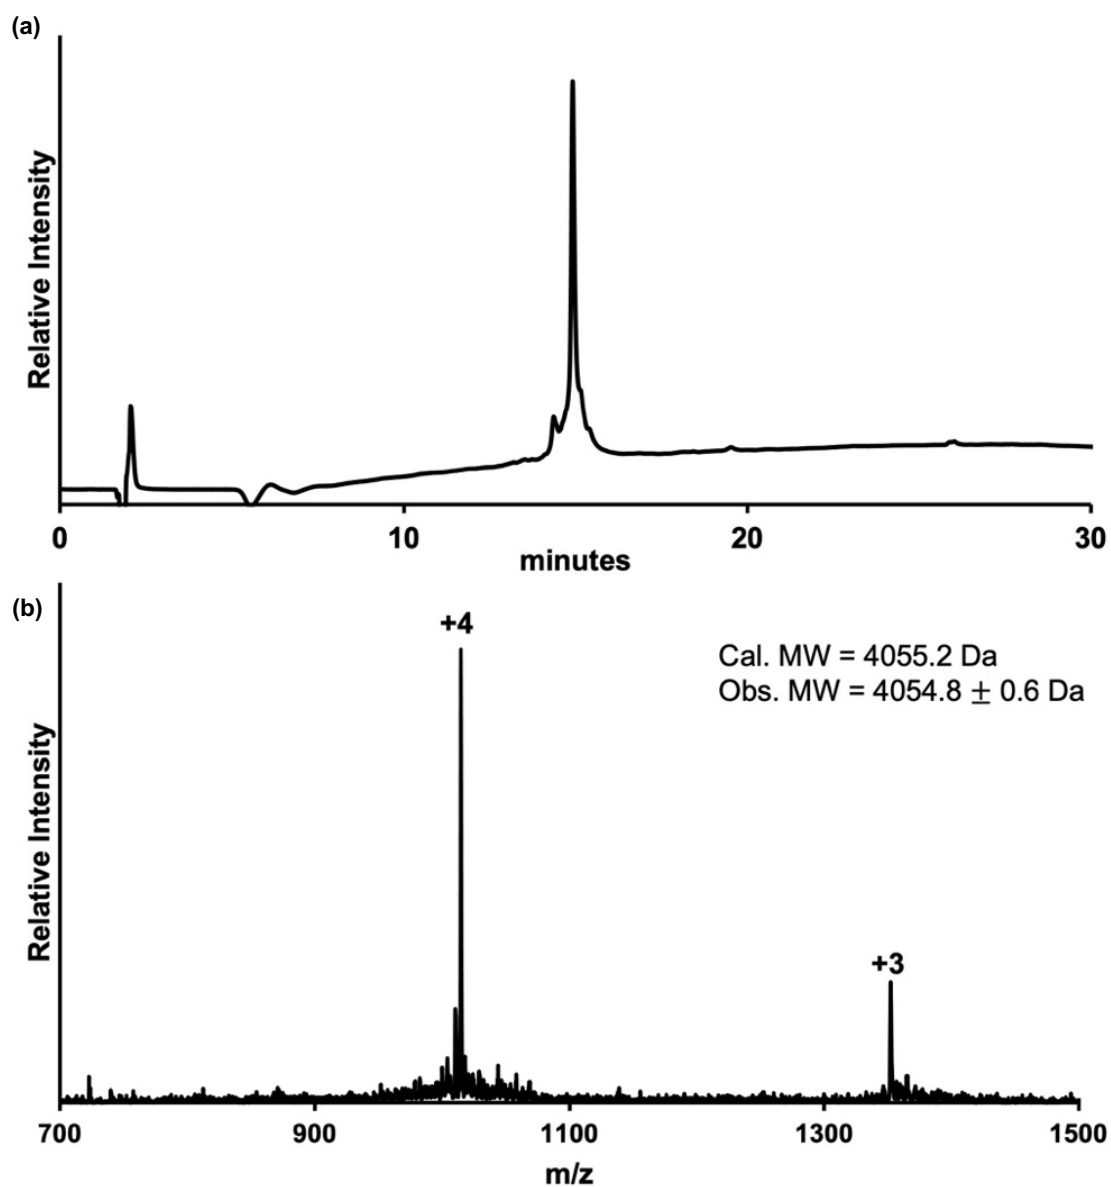 (a)
Relative Intensity
0 10 20 30
minutes
(b)
+4
Cal. MW = 4055.2 Da
Obs. MW = 4054.8 ± 0.6 Da
Relative Intensity
+3
700 900 1100 1300 1500
m/z